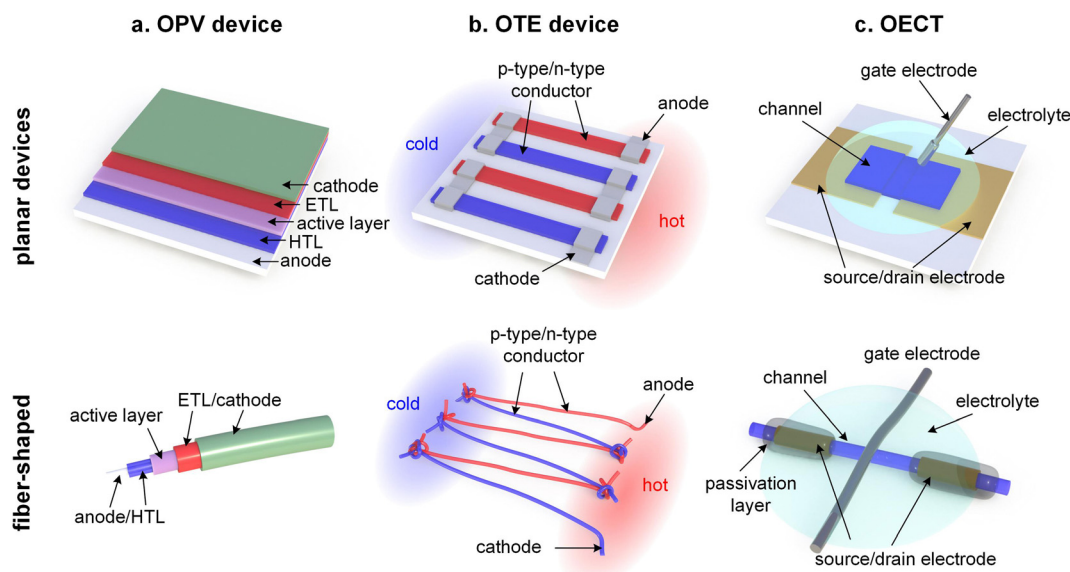 a. OPV device
b. OTE device
c. OECT
planar devices
cathode
ETL
active layer
HTL
anode
p-type/n-type
conductor
anode
cold
hot
cathode
gate electrode
channel
electrolyte
source/drain electrode
fiber-shaped
active layer
ETL/cathode
anode/HTL
p-type/n-type
conductor
anode
cold
hot
cathode
gate electrode
channel
electrolyte
passivation
layer
source/drain electrode